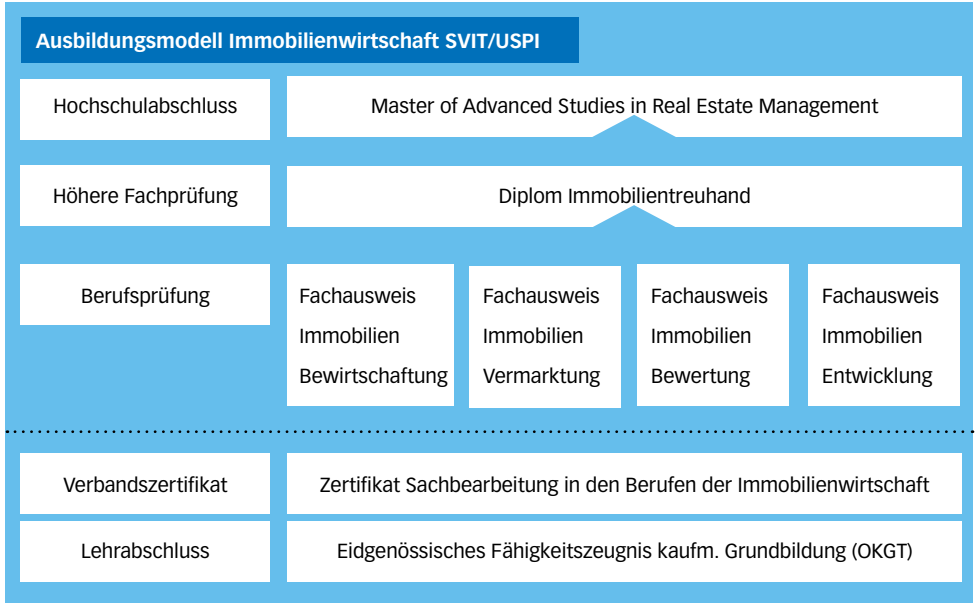 Ausbildungsmodell Immobilienwirtschaft SVIT/USPI
Hochschulabschluss
Master of Advanced Studies in Real Estate Management
Höhere Fachprüfung
Diplom Immobilientreuhand
Berufsprüfung
Fachausweis
Immobilien
Bewirtschaftung
Fachausweis
Immobilien
Vermarktung
Fachausweis
Immobilien
Bewertung
Fachausweis
Immobilien
Entwicklung
Verbandszertifikat
Zertifikat Sachbearbeitung in den Berufen der Immobilienwirtschaft
Lehrabschluss
Eidgenössisches Fähigkeitszeugnis kaufm. Grundbildung (OKGT)